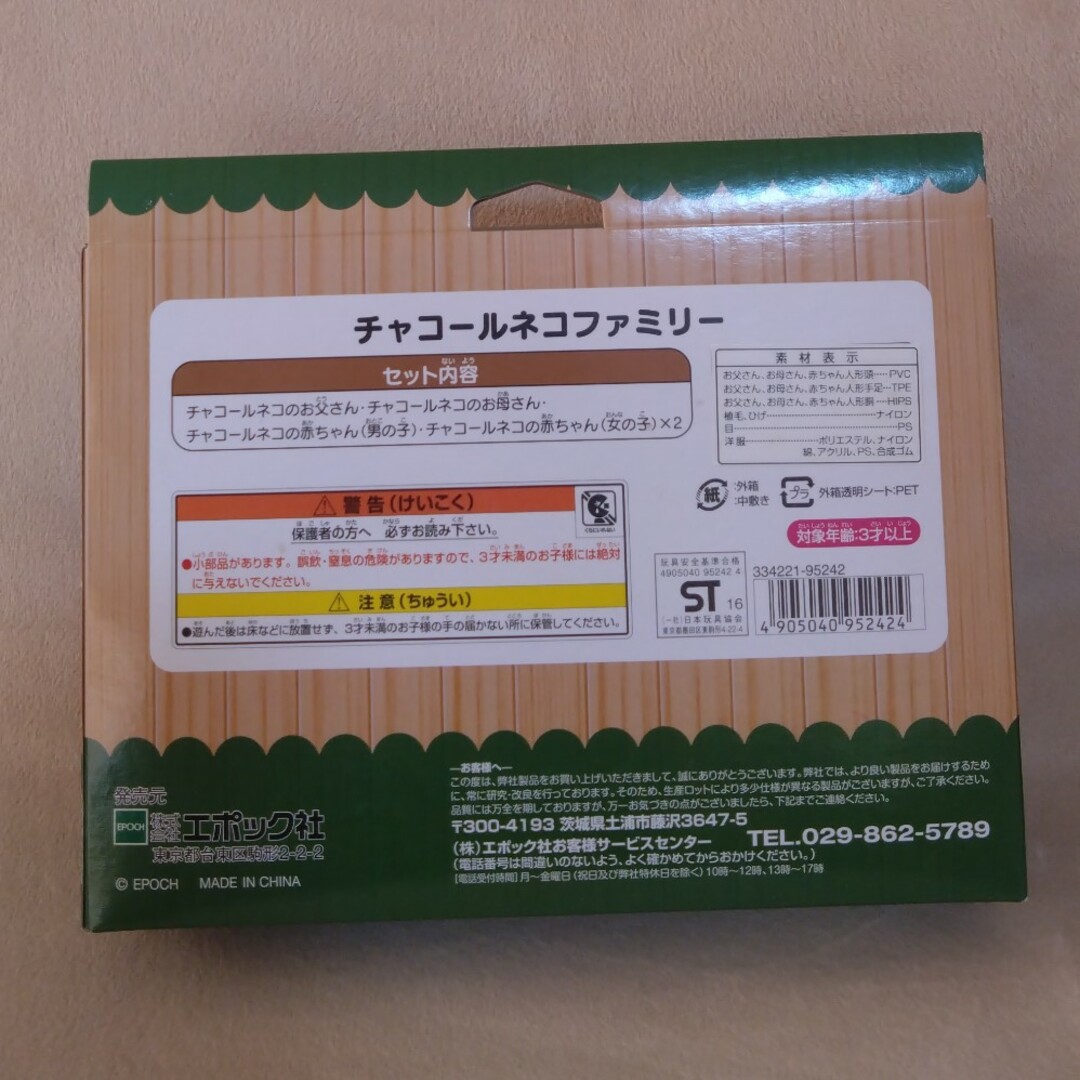 チャコールネコファミリー
セット内容
チャコールネコのお父さん・チャコールネコのお母さん・
チャコールネコの赤ちゃん(男の子)・チャコールネコの赤ちゃん(女の子)×2
素材表示
お父さん、お母さん、赤ちゃん人形頭……PVC
お父さん、お母さん、赤ちゃん人形手足…TPE
お父さん、お母さん、赤ちゃん人形胴……HIPS
植毛、ひげ………………ナイロン
目………………PS
洋服………………ポリエステル、ナイロン
綿、アクリル、PS、合成ゴム
紙 :外箱
:中敷き
プラ 外箱透明シート:PET
対象年齢:3才以上
警告(けいこく)
保護者の方へ 必ずお読み下さい。
●小部品があります。誤飲・窒息の危険がありますので、3才未満のお子様には絶対
に与えないでください。
注意(ちゅうい)
●遊んだ後は床などに放置せず、3才未満のお子様の手の届かない所に保管してください。
玩具安全基準合格
4905040 95242 4
ST 16
(一社)日本玩具協会
東京都墨田区東駒形4-22-4
334221-95242
4 905040 952424
発売元
EPOCH 株式会社エポック社
東京都台東区駒形2-2-2
© EPOCH MADE IN CHINA
―お客様へ―
この度は、弊社製品をお買い上げいただきまして、誠にありがとうございます。弊社では、より良い製品をお届けするため
に、常に研究・改良を行っております。そのため、生産ロットにより多少仕様が異なる製品がございますが、ご了承ください。
品質には万全を期しておりますが、万一お気づきの点がございましたら、下記までご連絡ください。
〒300-4193 茨城県土浦市藤沢3647-5
(株)エポック社お客様サービスセンター TEL.029-862-5789
(電話番号は間違いのないよう、よく確かめてからおかけください。)
[電話受付時間]月〜金曜日(祝日及び弊社特休日を除く)10時〜12時、13時〜17時